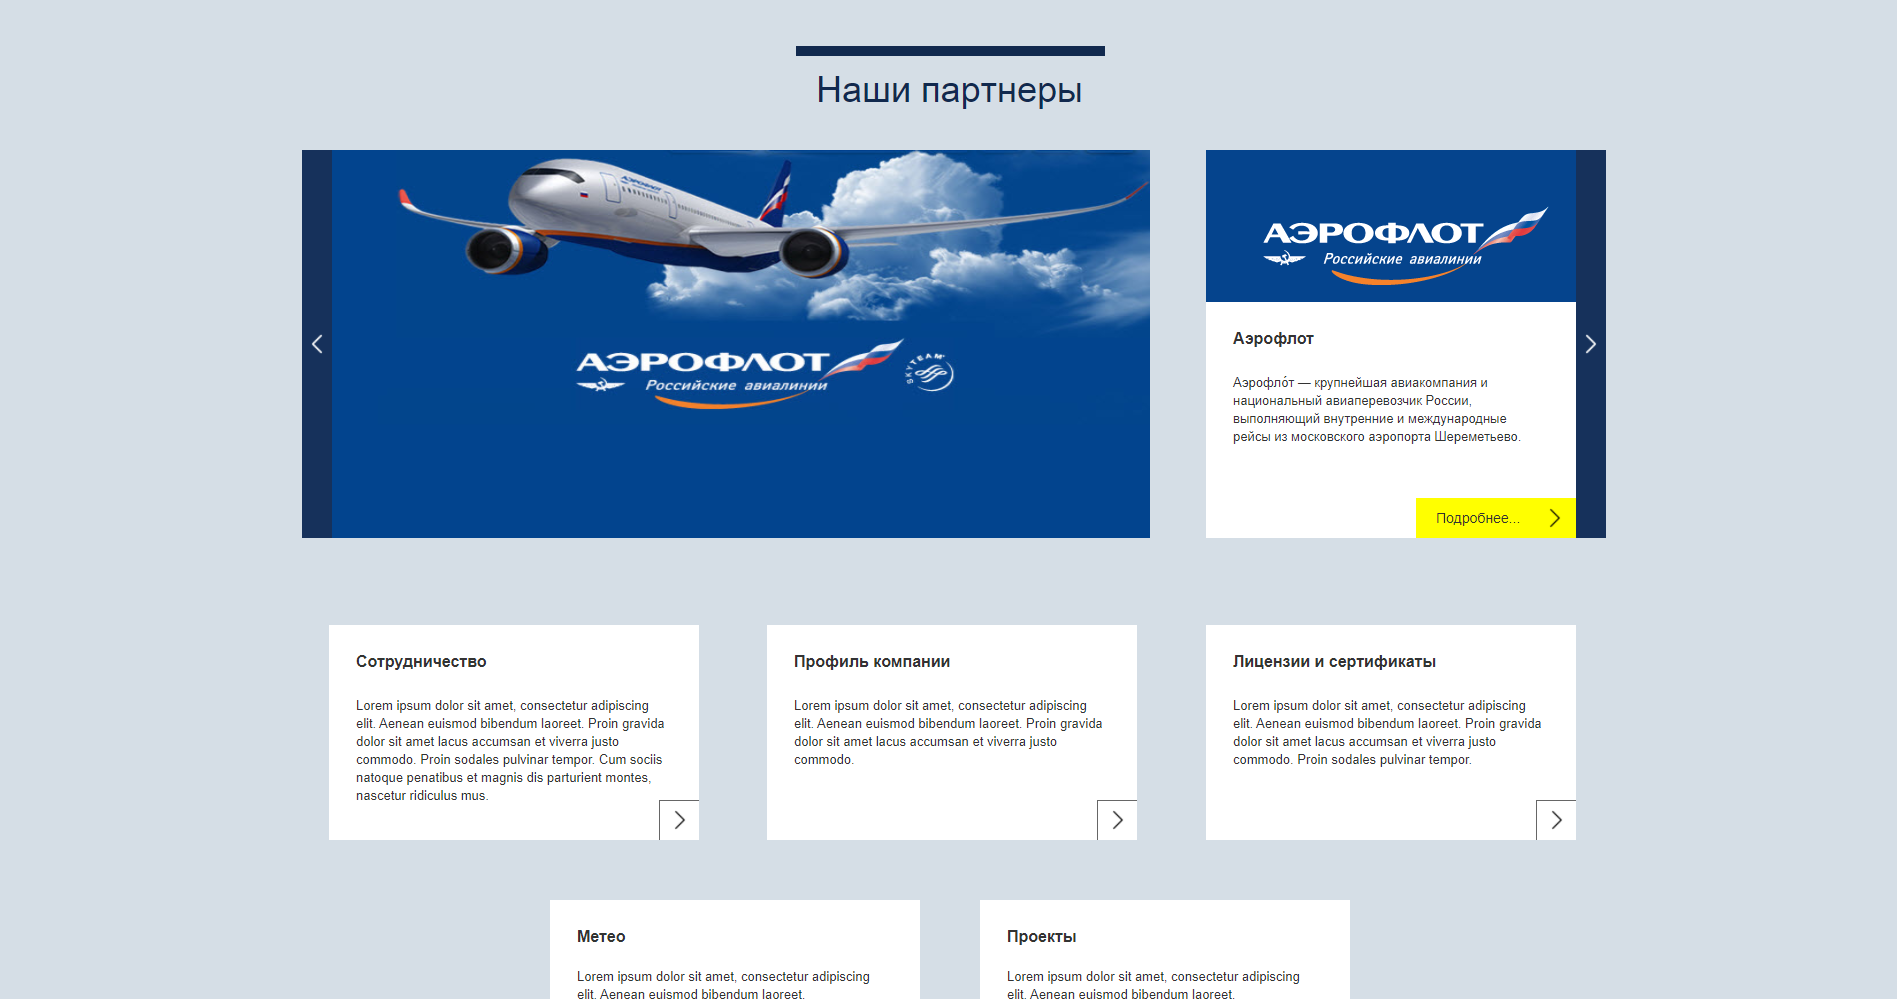 Наши партнеры
АЭРОФЛОТ
Российские авиалинии
SKYTEAM
АЭРОФЛОТ
Российские авиалинии
Аэрофлот
Аэрофло́т — крупнейшая авиакомпания и
национальный авиаперевозчик России,
выполняющий внутренние и международные
рейсы из московского аэропорта Шереметьево.
Подробнее...
Сотрудничество
Lorem ipsum dolor sit amet, consectetur adipiscing
elit. Aenean euismod bibendum laoreet. Proin gravida
dolor sit amet lacus accumsan et viverra justo
commodo. Proin sodales pulvinar tempor. Cum sociis
natoque penatibus et magnis dis parturient montes,
nascetur ridiculus mus.
Профиль компании
Lorem ipsum dolor sit amet, consectetur adipiscing
elit. Aenean euismod bibendum laoreet. Proin gravida
dolor sit amet lacus accumsan et viverra justo
commodo.
Лицензии и сертификаты
Lorem ipsum dolor sit amet, consectetur adipiscing
elit. Aenean euismod bibendum laoreet. Proin gravida
dolor sit amet lacus accumsan et viverra justo
commodo. Proin sodales pulvinar tempor.
Метео
Lorem ipsum dolor sit amet, consectetur adipiscing
elit. Aenean euismod bibendum laoreet.
Проекты
Lorem ipsum dolor sit amet, consectetur adipiscing
elit. Aenean euismod bibendum laoreet.